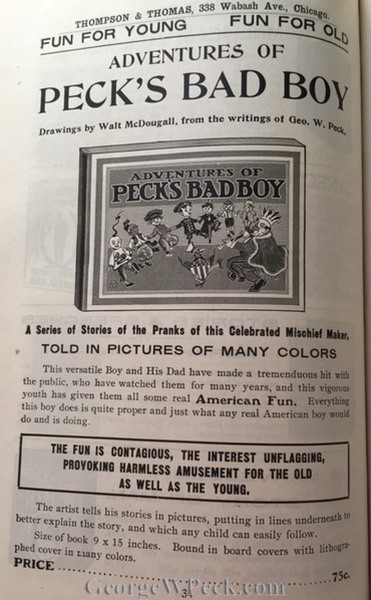 THOMPSON & THOMAS, 338 Wabash Ave., Chicago.
FUN FOR YOUNG FUN FOR OLD
ADVENTURES OF
PECK'S BAD BOY
Drawings by Walt McDougall, from the writings of Geo. W. Peck.
ADVENTURES OF
PECK'S BAD BOY
A Series of Stories of the Pranks of this Celebrated Mischief Maker,
TOLD IN PICTURES OF MANY COLORS
This versatile Boy and His Dad have made a tremendous hit with
the public, who have watched them for many years, and this vigorous
youth has given them all some real American Fun. Everything
this boy does is quite proper and just what any real American boy would
do and is doing.
THE FUN IS CONTAGIOUS, THE INTEREST UNFLAGGING,
PROVOKING HARMLESS AMUSEMENT FOR THE OLD
AS WELL AS THE YOUNG.
The artist tells his stories in pictures, putting in lines underneath to
better explain the story, and which any child can easily follow.
Size of book 9 x 15 inches. Bound in board covers with lithogra-
phed cover in many colors.
PRICE ........................................ 75c.
3
GeorgeWPeck.com